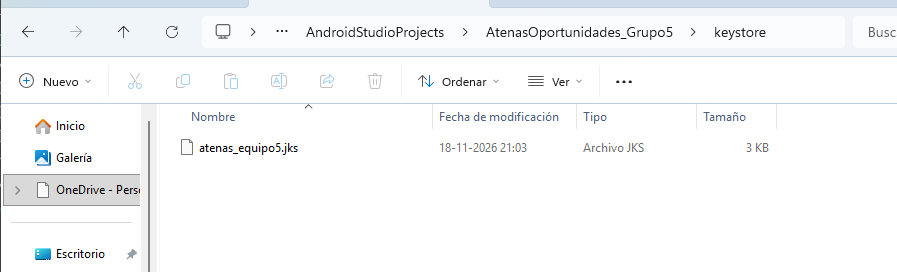 ··· AndroidStudioProjects > AtenasOportunidades_Grupo5 > keystore Busc
Nuevo Ordenar Ver ···
Nombre Fecha de modificación Tipo Tamaño
Inicio
atenas_equipo5.jks 18-11-2026 21:03 Archivo JKS 3 KB
Galería
OneDrive - Perso
Escritorio